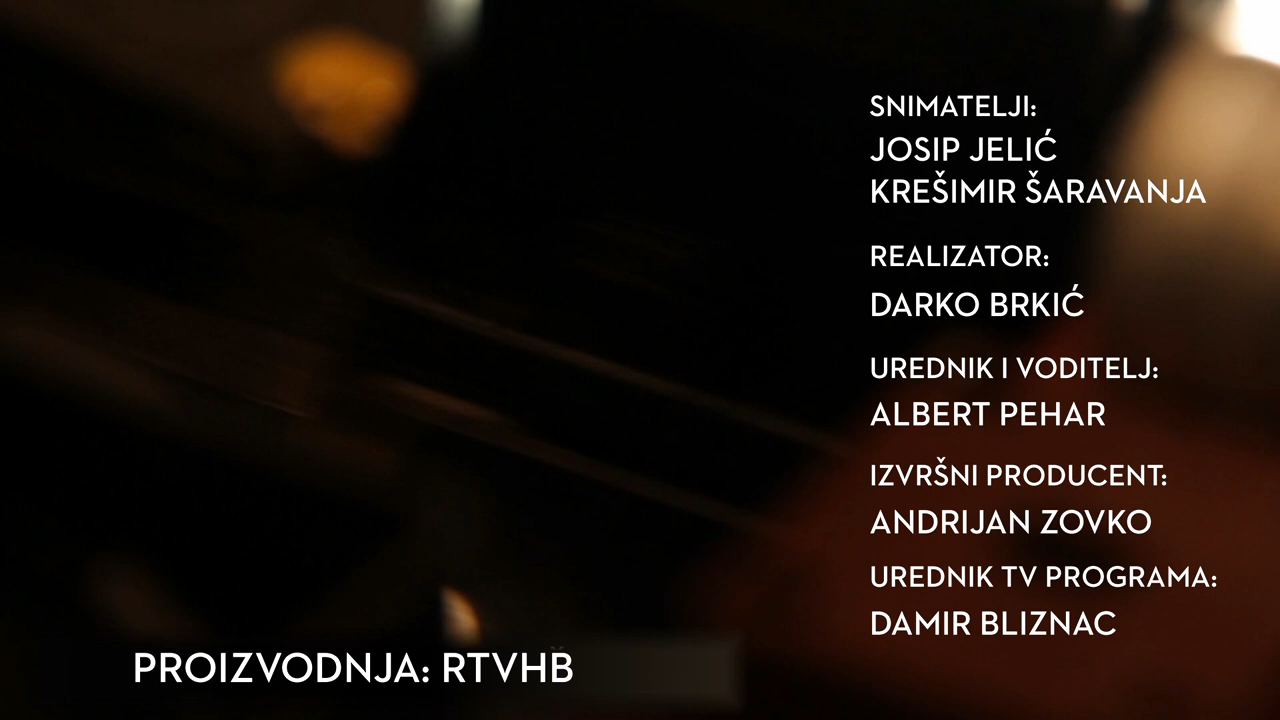 SNIMATELJI:
JOSIP JELIĆ
KREŠIMIR ŠARAVANJA
REALIZATOR:
DARKO BRKIĆ
UREDNIK I VODITELJ:
ALBERT PEHAR
IZVRŠNI PRODUCENT:
ANDRIJAN ZOVKO
UREDNIK TV PROGRAMA:
DAMIR BLIZNAC
PROIZVODNJA: RTVHB